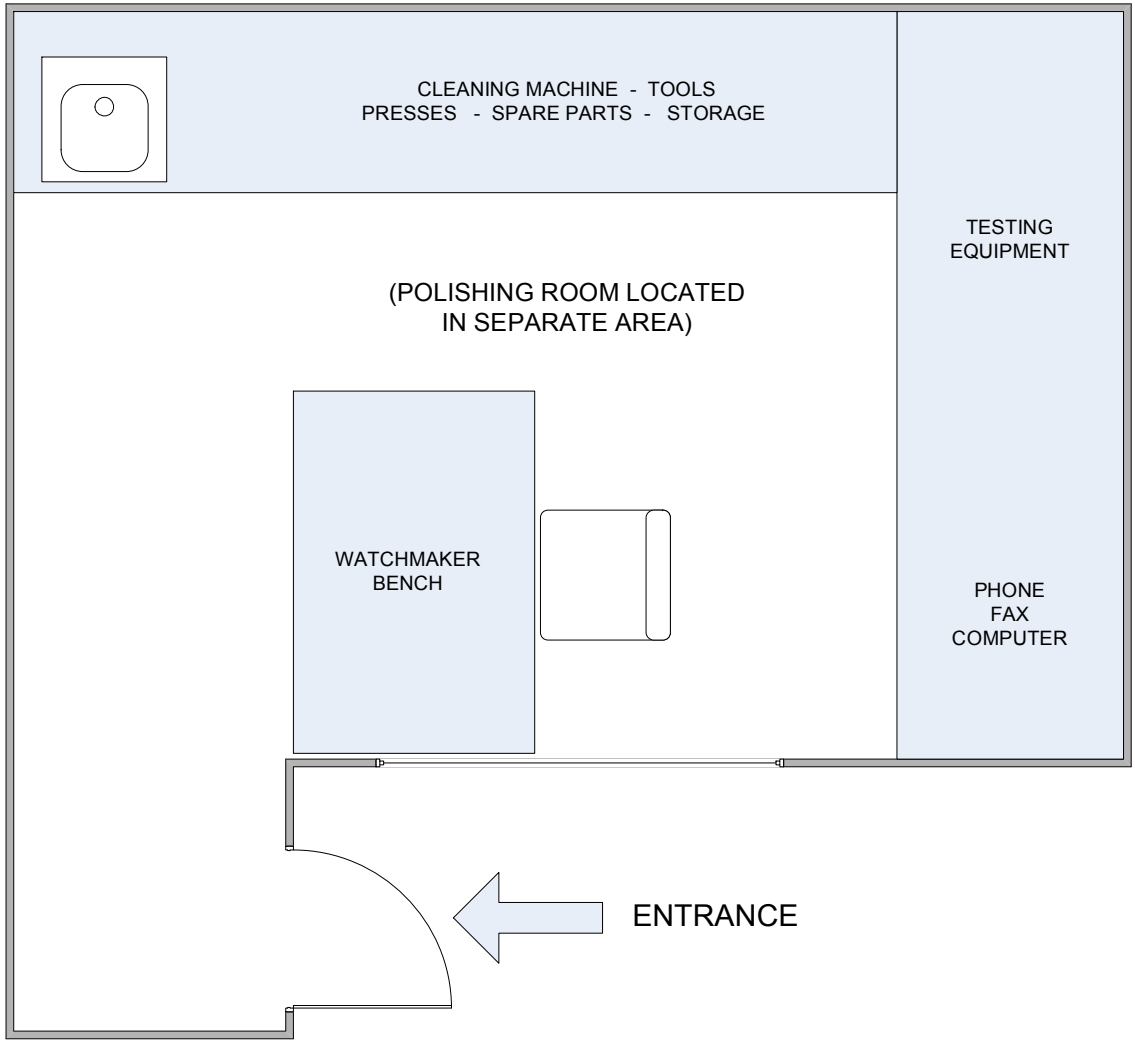 CLEANING MACHINE - TOOLS
PRESSES - SPARE PARTS - STORAGE
TESTING
EQUIPMENT
(POLISHING ROOM LOCATED
IN SEPARATE AREA)
WATCHMAKER
BENCH
PHONE
FAX
COMPUTER
ENTRANCE